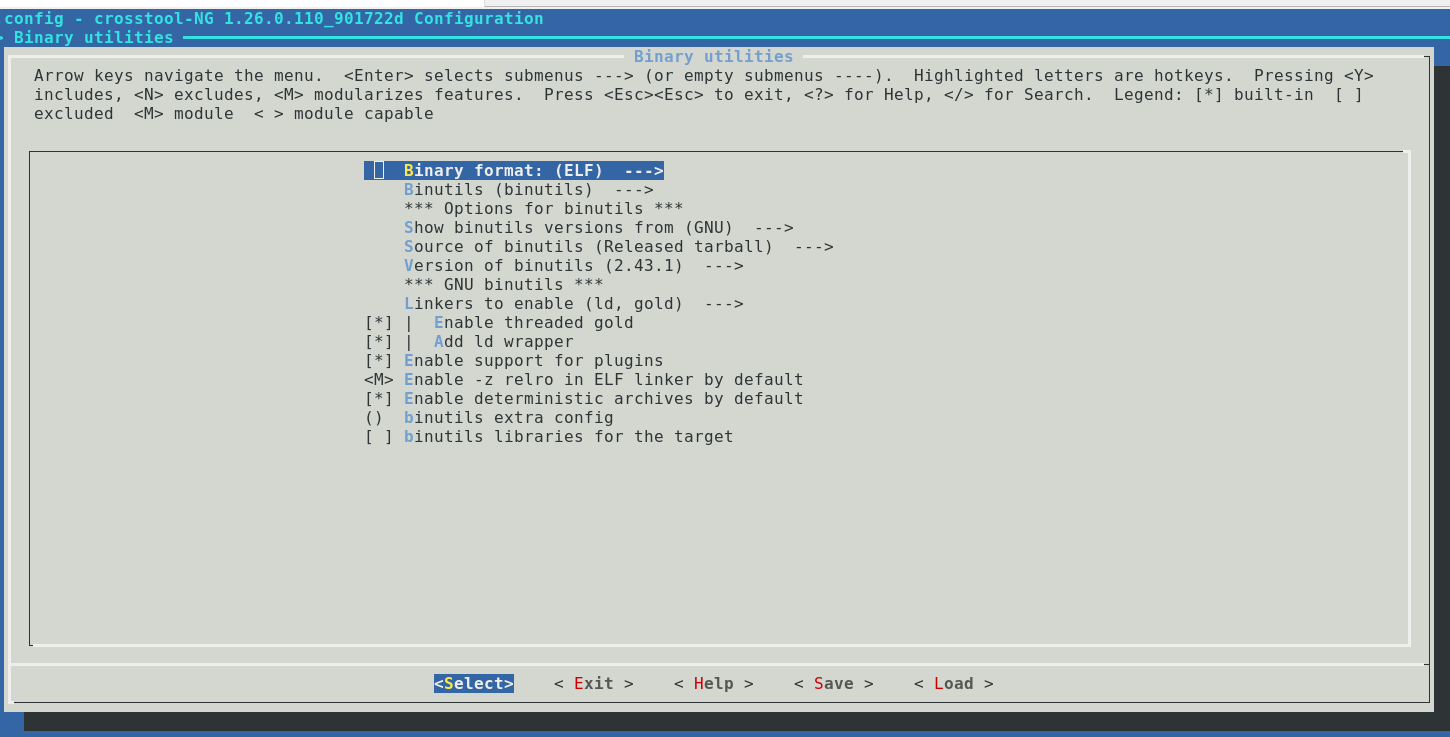 config - crosstool-NG 1.26.0.110_901722d Configuration
> Binary utilities
Binary utilities
Arrow keys navigate the menu.  <Enter> selects submenus ---> (or empty submenus ----).  Highlighted letters are hotkeys.  Pressing <Y>
includes, <N> excludes, <M> modularizes features.  Press <Esc><Esc> to exit, <?> for Help, </> for Search.  Legend: [*] built-in  [ ]
excluded  <M> module  < > module capable
Binary format: (ELF)  --->
Binutils (binutils)  --->
*** Options for binutils ***
Show binutils versions from (GNU)  --->
Source of binutils (Released tarball)  --->
Version of binutils (2.43.1)  --->
*** GNU binutils ***
Linkers to enable (ld, gold)  --->
[*] |  Enable threaded gold
[*] |  Add ld wrapper
[*] Enable support for plugins
<M> Enable -z relro in ELF linker by default
[*] Enable deterministic archives by default
()  binutils extra config
[ ] binutils libraries for the target
<Select>    < Exit >    < Help >    < Save >    < Load >